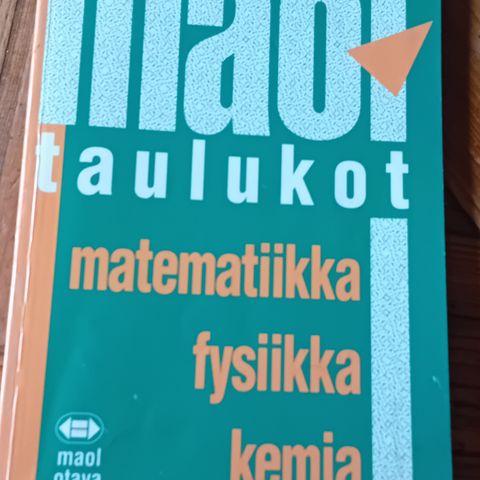 maol
taulukot
matematiikka
fysiikka
kemia
maol
otava